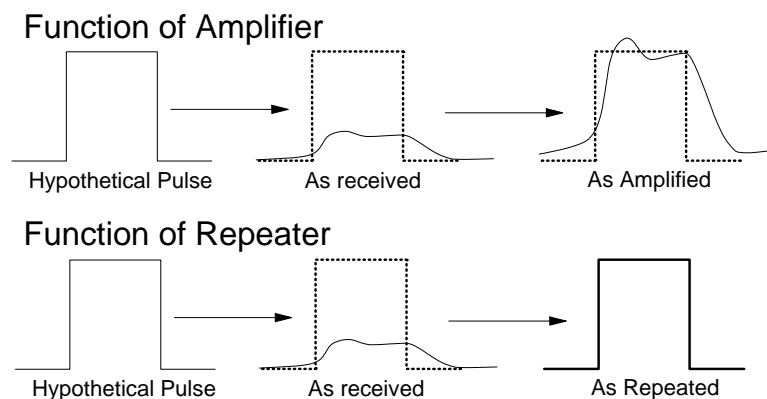 Function of Amplifier
Hypothetical Pulse
As received
As Amplified
Function of Repeater
Hypothetical Pulse
As received
As Repeated